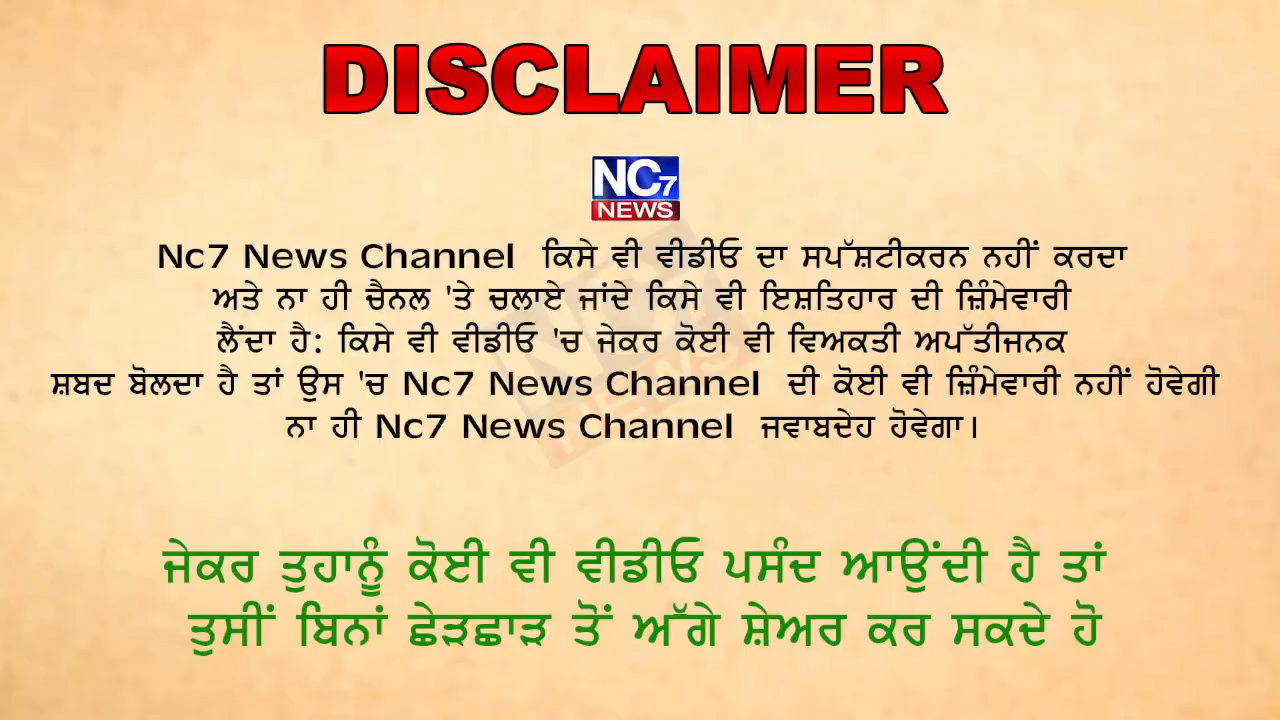 DISCLAIMER
NC7
NEWS
Nc7 News Channel ਕਿਸੇ ਵੀ ਵੀਡੀਓ ਦਾ ਸਪੱਸ਼ਟੀਕਰਨ ਨਹੀਂ ਕਰਦਾ
ਅਤੇ ਨਾ ਹੀ ਚੈਨਲ 'ਤੇ ਚਲਾਏ ਜਾਂਦੇ ਕਿਸੇ ਵੀ ਇਸ਼ਤਿਹਾਰ ਦੀ ਜ਼ਿੰਮੇਵਾਰੀ
ਲੈਂਦਾ ਹੈ: ਕਿਸੇ ਵੀ ਵੀਡੀਓ 'ਚ ਜੇਕਰ ਕੋਈ ਵੀ ਵਿਅਕਤੀ ਅਪੱਤੀਜਨਕ
ਸ਼ਬਦ ਬੋਲਦਾ ਹੈ ਤਾਂ ਉਸ 'ਚ Nc7 News Channel ਦੀ ਕੋਈ ਵੀ ਜ਼ਿੰਮੇਵਾਰੀ ਨਹੀਂ ਹੋਵੇਗੀ
ਨਾ ਹੀ Nc7 News Channel ਜਵਾਬਦੇਹ ਹੋਵੇਗਾ।
ਜੇਕਰ ਤੁਹਾਨੂੰ ਕੋਈ ਵੀ ਵੀਡੀਓ ਪਸੰਦ ਆਉਂਦੀ ਹੈ ਤਾਂ
ਤੁਸੀਂ ਬਿਨਾਂ ਛੇੜਛਾੜ ਤੋਂ ਅੱਗੇ ਸ਼ੇਅਰ ਕਰ ਸਕਦੇ ਹੋ